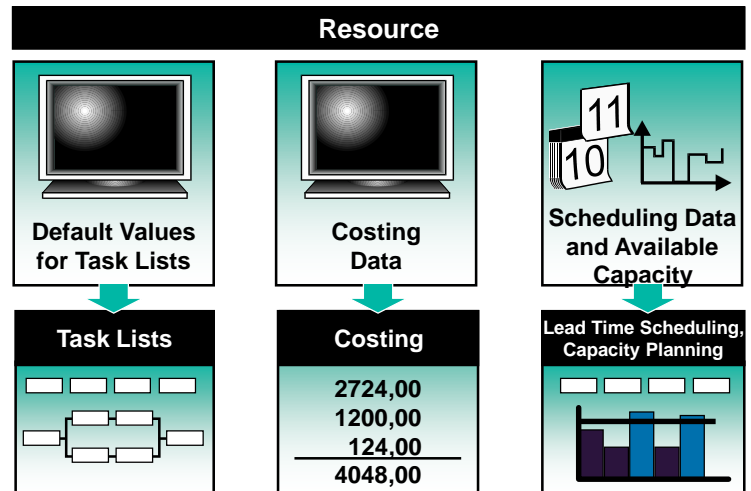 Resource
Default Values
for Task Lists
Costing
Data
11
10
Scheduling Data
and Available
Capacity
Task Lists
Costing
2724,00
1200,00
124,00
4048,00
Lead Time Scheduling,
Capacity Planning